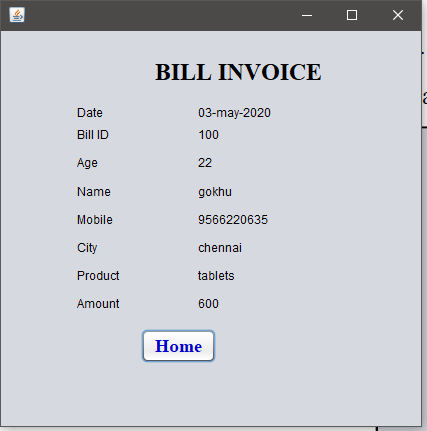 BILL INVOICE
Date 03-may-2020
Bill ID 100
Age 22
Name gokhu
Mobile 9566220635
City chennai
Product tablets
Amount 600
Home